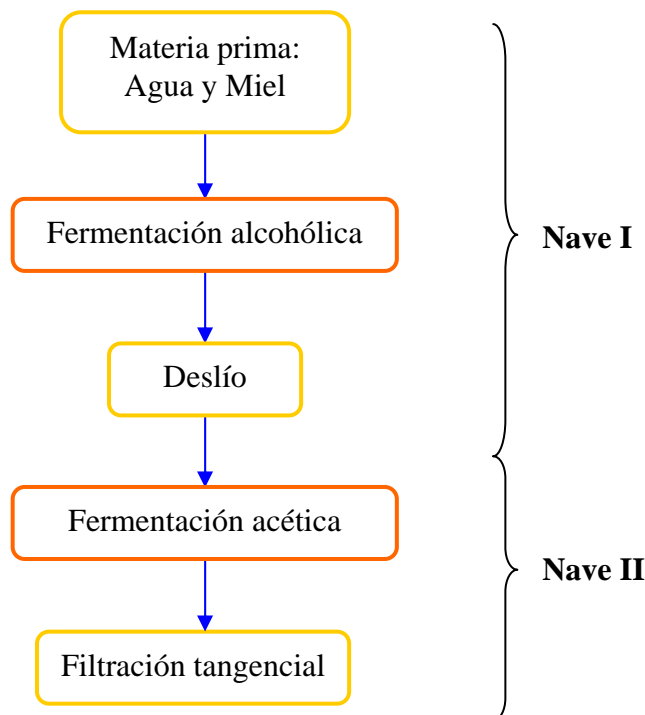 Materia prima:
Agua y Miel
Fermentación alcohólica
Nave I
Deslío
Fermentación acética
Nave II
Filtración tangencial